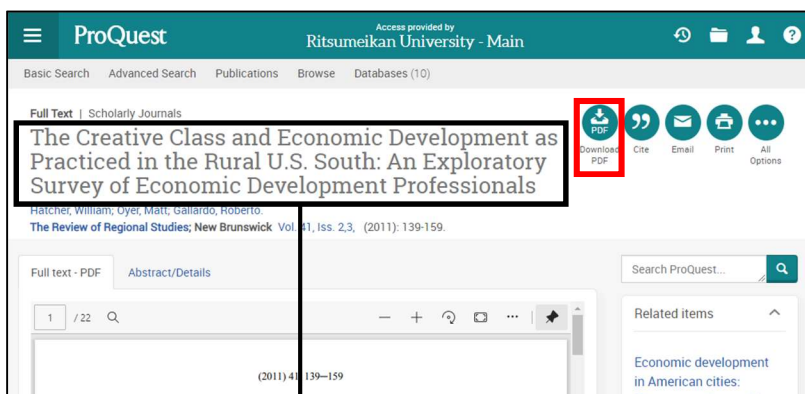 ProQuest
Access provided by
Ritsumeikan University - Main
Basic Search Advanced Search Publications Browse Databases (10)
Full Text | Scholarly Journals
The Creative Class and Economic Development as
Practiced in the Rural U.S. South: An Exploratory
Survey of Economic Development Professionals
PDF
Download
PDF
Cite
Email
Print
All
Options
Hatcher, William; Oyer, Matt; Gallardo, Roberto.
The Review of Regional Studies; New Brunswick Vol. 41, Iss. 2,3, (2011): 139-159.
Full text - PDF Abstract/Details
Search ProQuest...
1 / 22
Related items
(2011) 41: 139—159
Economic development
in American cities: